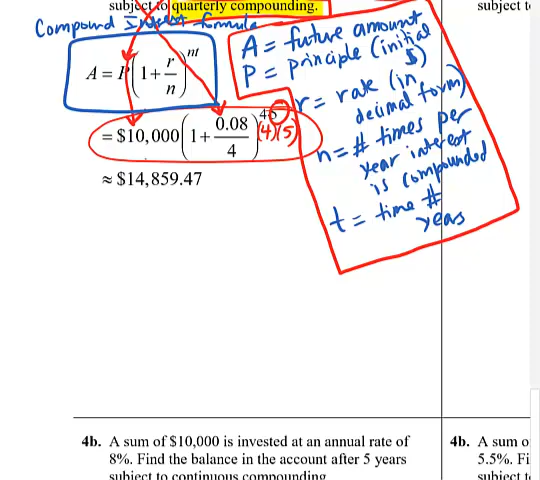 subject to quarterly compounding.
subject t
Compound Interest formula
A = P(1 + r/n)^nt
= $10,000(1 + 0.08/4)^(4)(5)
≈ $14,859.47
A = future amount
P = principle (initial $)
r = rate (in
decimal form)
n = # times per
year interest
is compounded
t = time #
years
4b. A sum of $10,000 is invested at an annual rate of
8%. Find the balance in the account after 5 years
subject to continuous compounding
4b. A sum o
5.5%. Fi
subject t